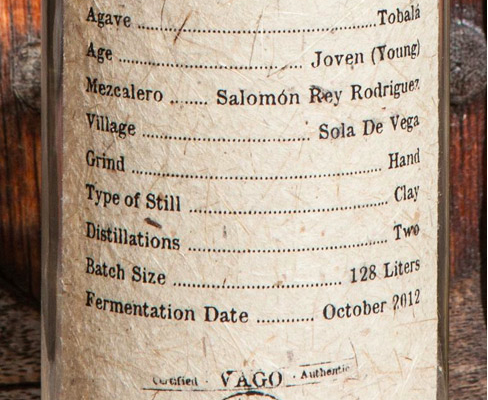 Agave ........ Tobalá
Age ........ Joven (Young)
Mezcalero ........ Salomón Rey Rodriguez
Village ........ Sola De Vega
Grind ........ Hand
Type of Still ........ Clay
Distillations ........ Two
Batch Size ........ 128 Liters
Fermentation Date ........ October 2012
Certified · VAGO · Authentic